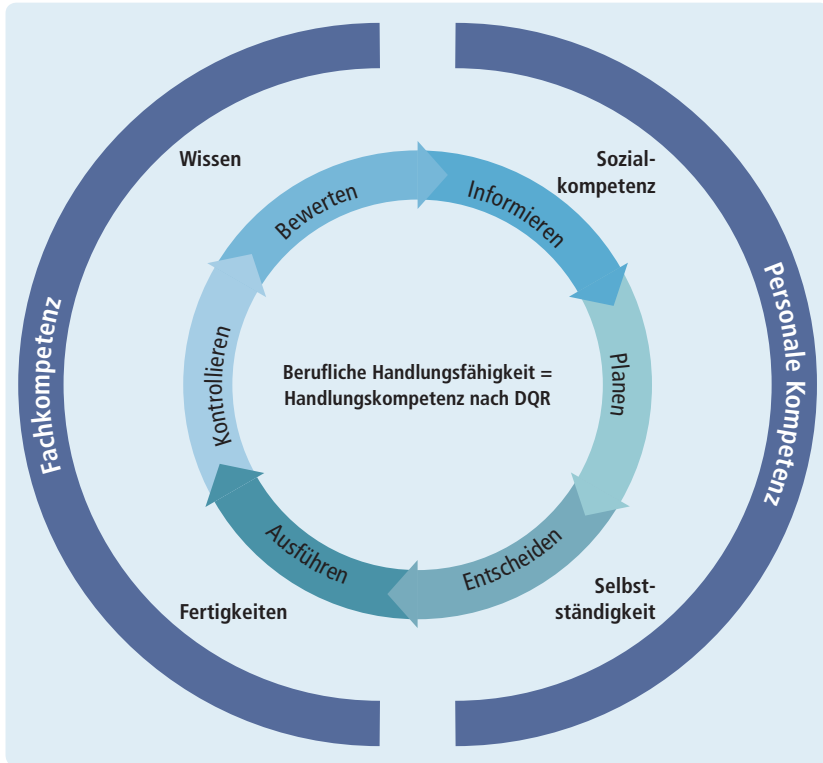 Wissen
Sozial-
kompetenz
Bewerten
Informieren
Fachkompetenz
Kontrollieren
Berufliche Handlungsfähigkeit =
Handlungskompetenz nach DQR
Planen
Personale Kompetenz
Ausführen
Entscheiden
Fertigkeiten
Selbst-
ständigkeit